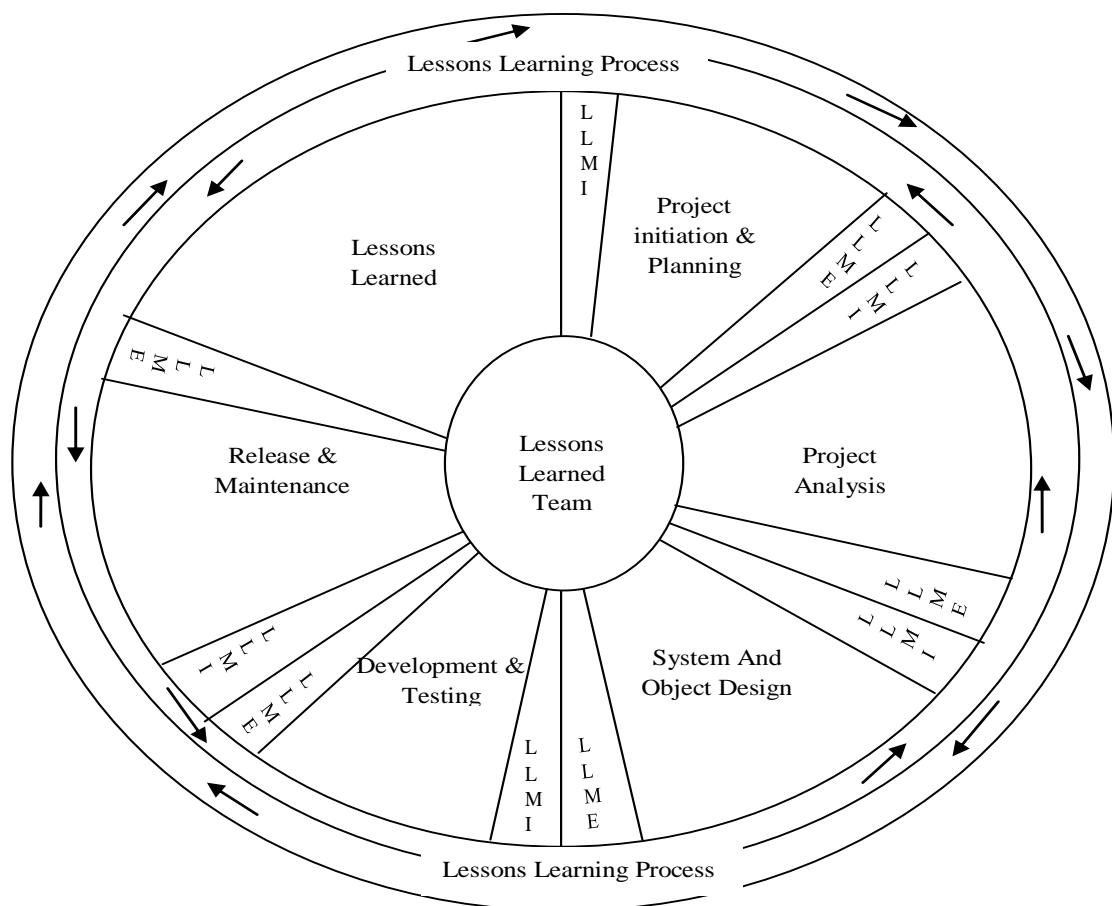 Lessons Learning Process
LLMI
Project
initiation &
Planning
LLME
LLMI
Lessons
Learned
LLME
Release &
Maintenance
Lessons
Learned
Team
Project
Analysis
LLME
LLMI
System And
Object Design
Development &
Testing
LLMI
LLME
LLMI
LLME
Lessons Learning Process